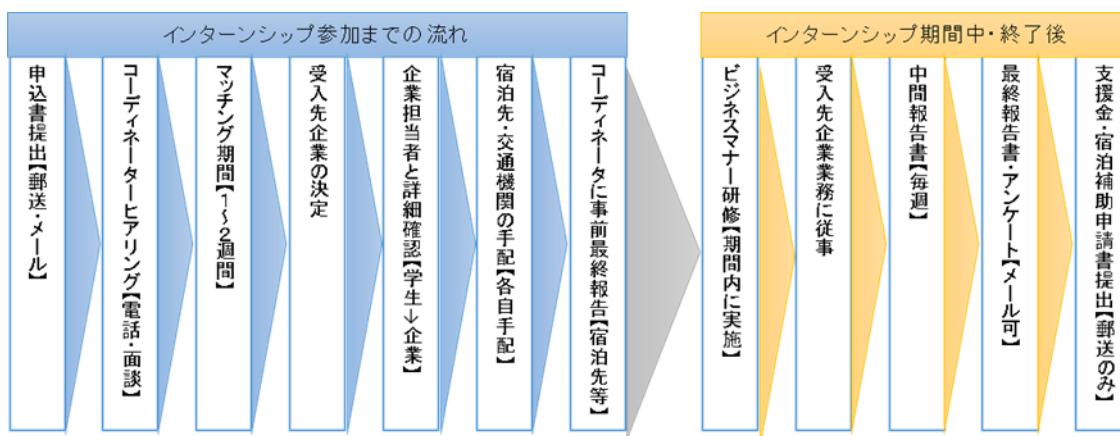 インターンシップ参加までの流れ
申込書提出【郵送・メール】
コーディネーターヒアリング【電話・面談】
マッチング期間【1～2週間】
受入先企業の決定
企業担当者と詳細確認【学生→企業】
宿泊先・交通機関の手配【各自手配】
コーディネータに事前最終報告【宿泊先等】
インターンシップ期間中・終了後
ビジネスマナー研修【期間内に実施】
受入先企業業務に従事
中間報告書【毎週】
最終報告書・アンケート【メール可】
支援金・宿泊補助申請書提出【郵送のみ】